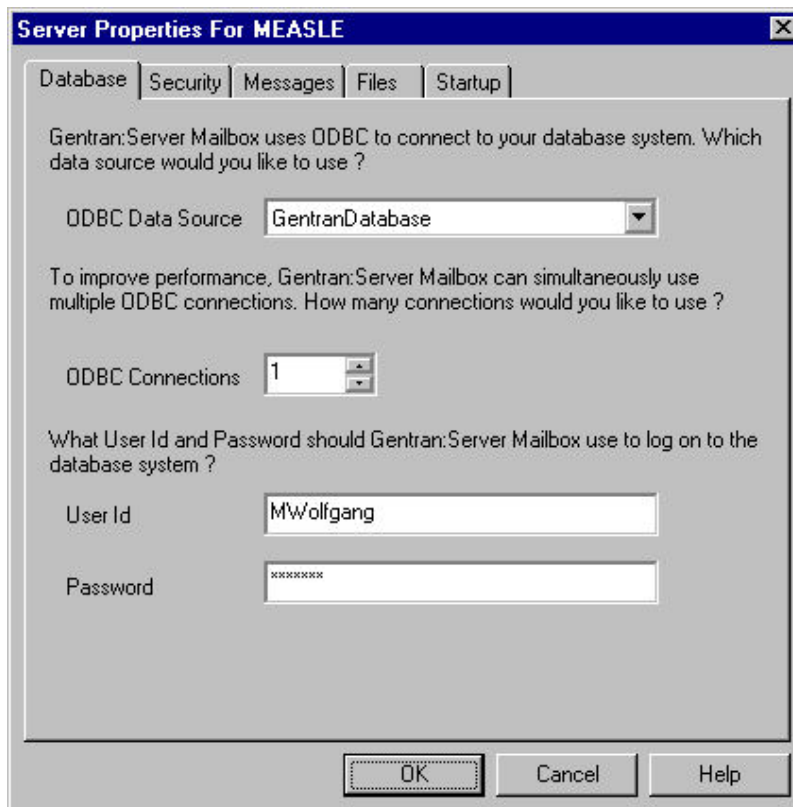 Server Properties For MEASLE
Database Security Messages Files Startup
Gentran:Server Mailbox uses ODBC to connect to your database system. Which
data source would you like to use ?
ODBC Data Source GentranDatabase
To improve performance, Gentran:Server Mailbox can simultaneously use
multiple ODBC connections. How many connections would you like to use ?
ODBC Connections 1
What User Id and Password should Gentran:Server Mailbox use to log on to the
database system ?
User Id MWolfgang
Password *******
OK Cancel Help